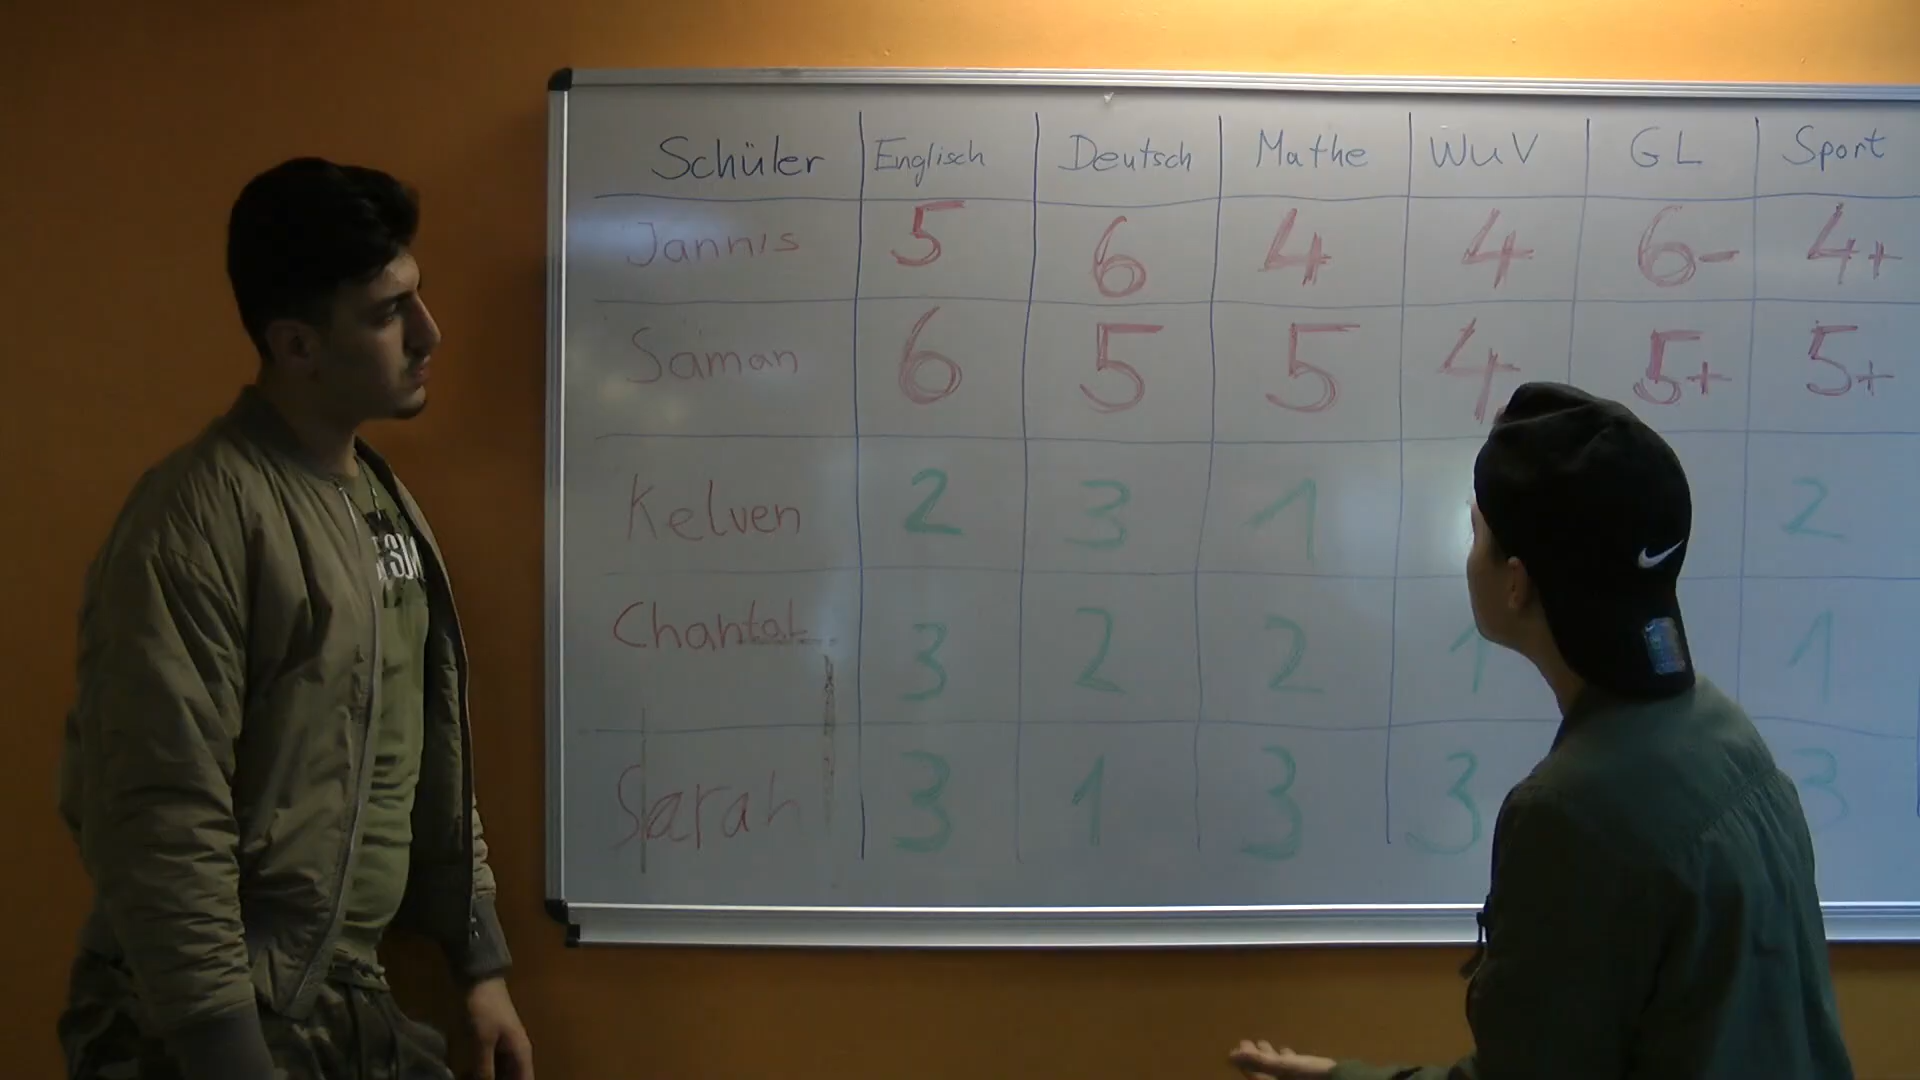 Schüler Englisch Deutsch Mathe WuV GL Sport
Jannis 5 6 4 4 6- 4+
Saman 6 5 5 4 5+ 5+
Kelven 2 3 1 2
Chantal 3 2 2 1 1
Sarah 3 1 3 3 3